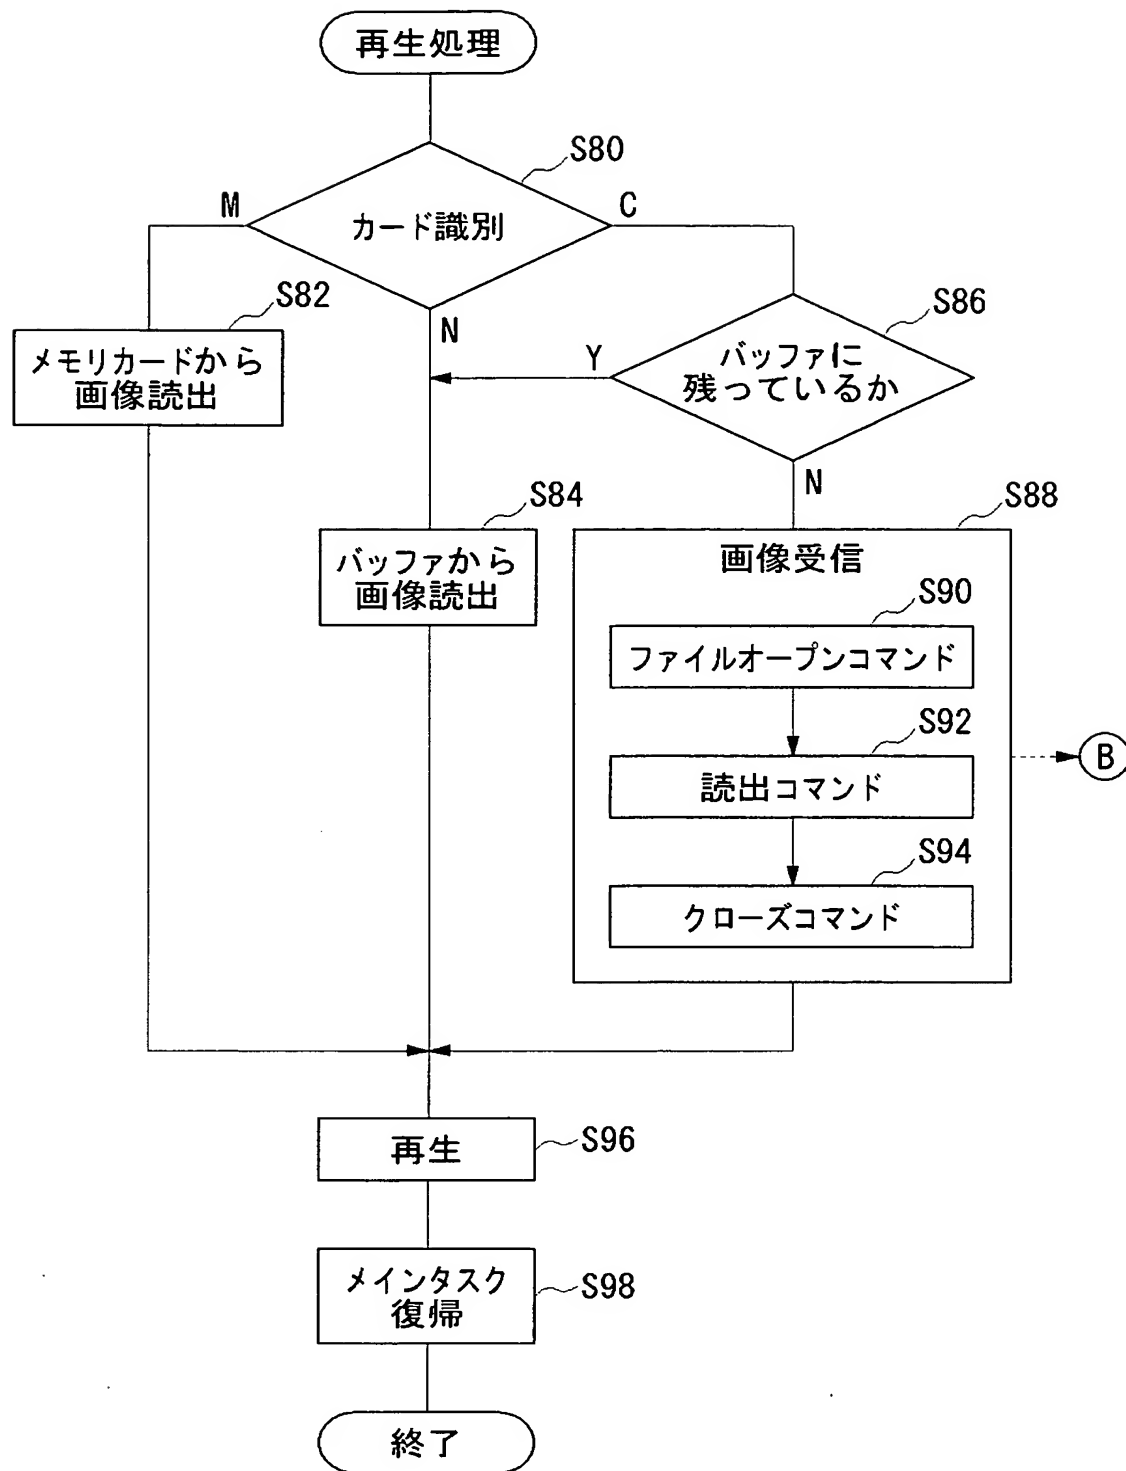 再生処理
S80
M
カード識別
C
S82
N
S86
メモリカードから
画像読出
Y
バッファに
残っているか
N
S84
S88
バッファから
画像読出
画像受信
S90
ファイルオープンコマンド
S92
読出コマンド
B
S94
クローズコマンド
再生
S96
メインタスク
復帰
S98
終了